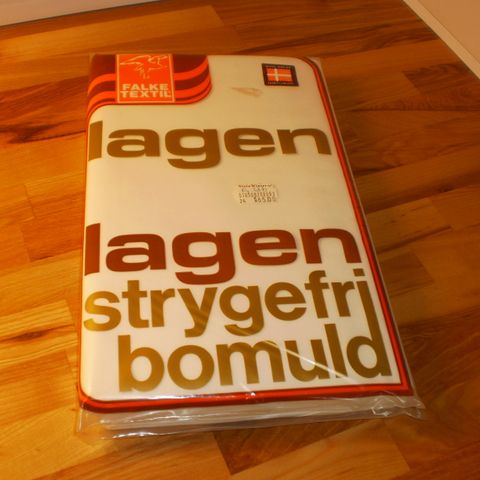 FALKE
TEXTIL
lagen
lagen
strygefri
bomuld